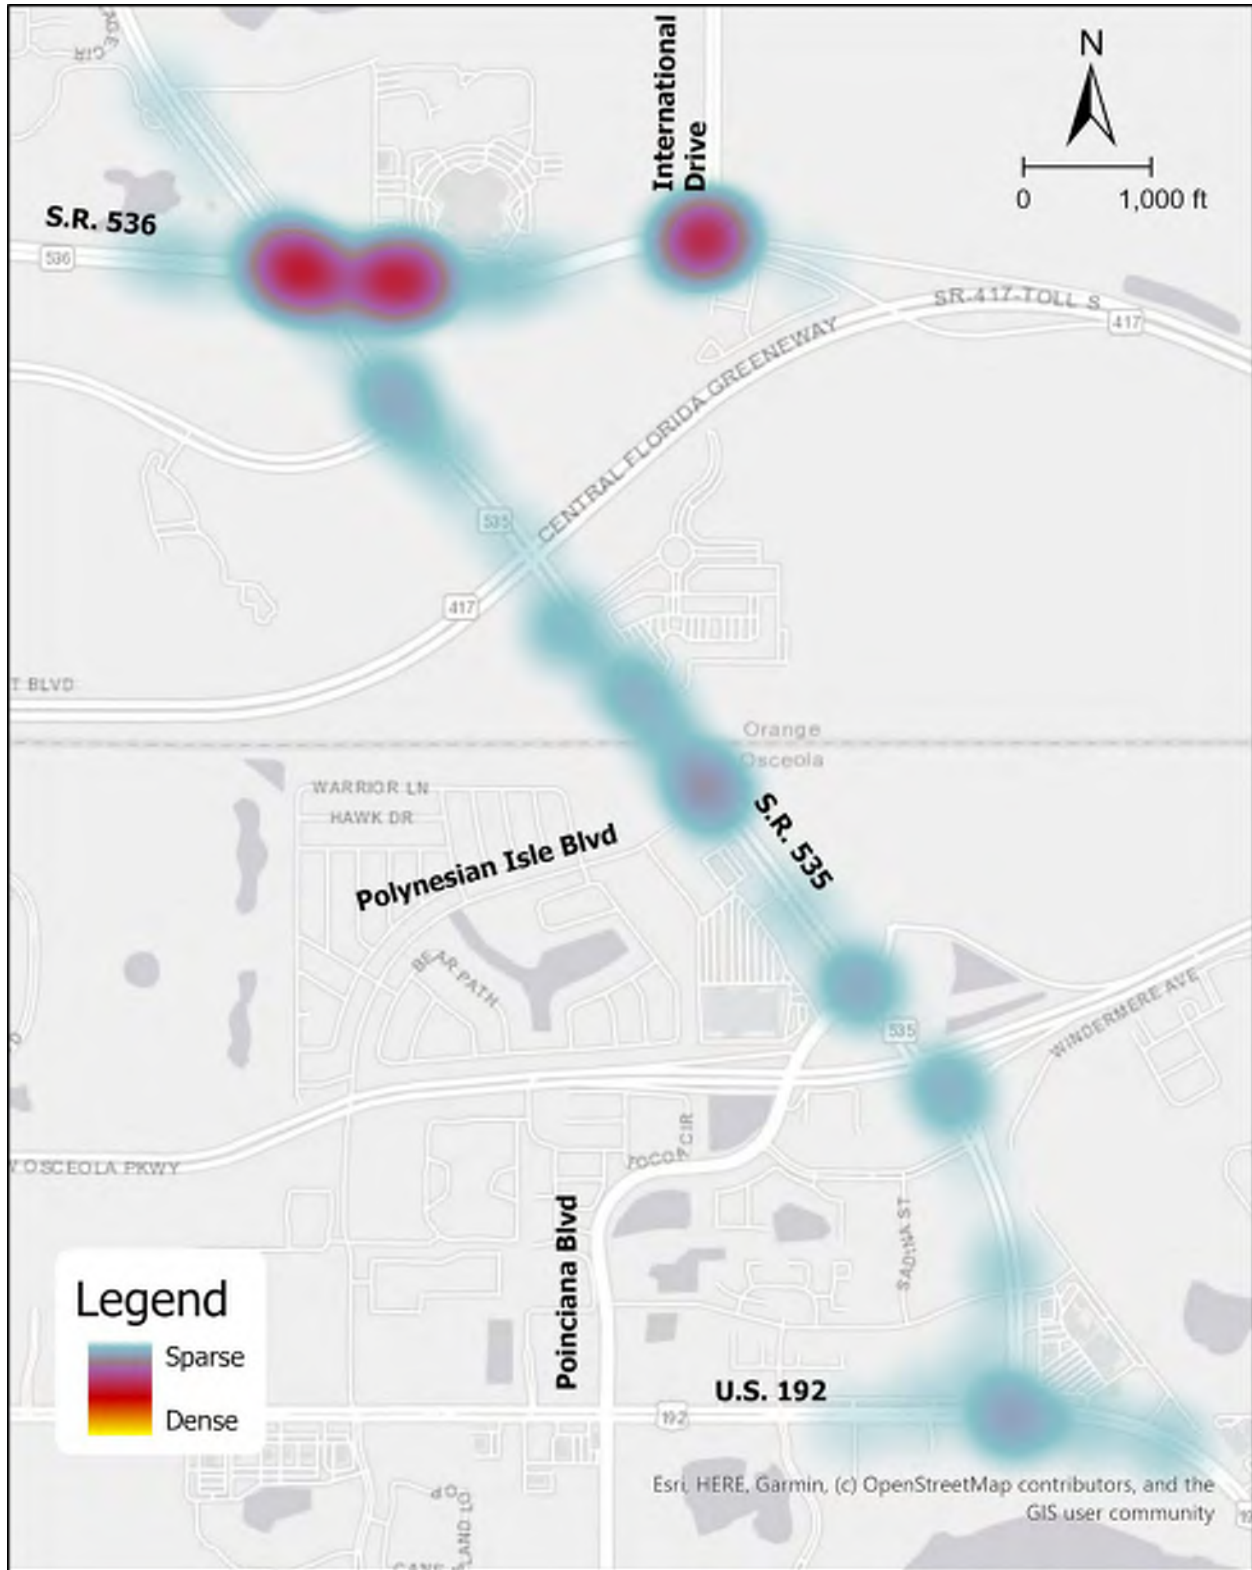 International
Drive
N
0 1,000 ft
S.R. 536
536
SR-417-TOLL S
417
CENTRAL FLORIDA GREENEWAY
535
417
T BLVD
Orange
Osceola
WARRIOR LN
HAWK DR
S.R. 535
Polynesian Isle Blvd
BEAR PATH
535
WINDERMERE AVE
OSCEOLA PKWY
CIR
Poinciana Blvd
Legend
Sparse
Dense
U.S. 192
192
Esri, HERE, Garmin, (c) OpenStreetMap contributors, and the
GIS user community